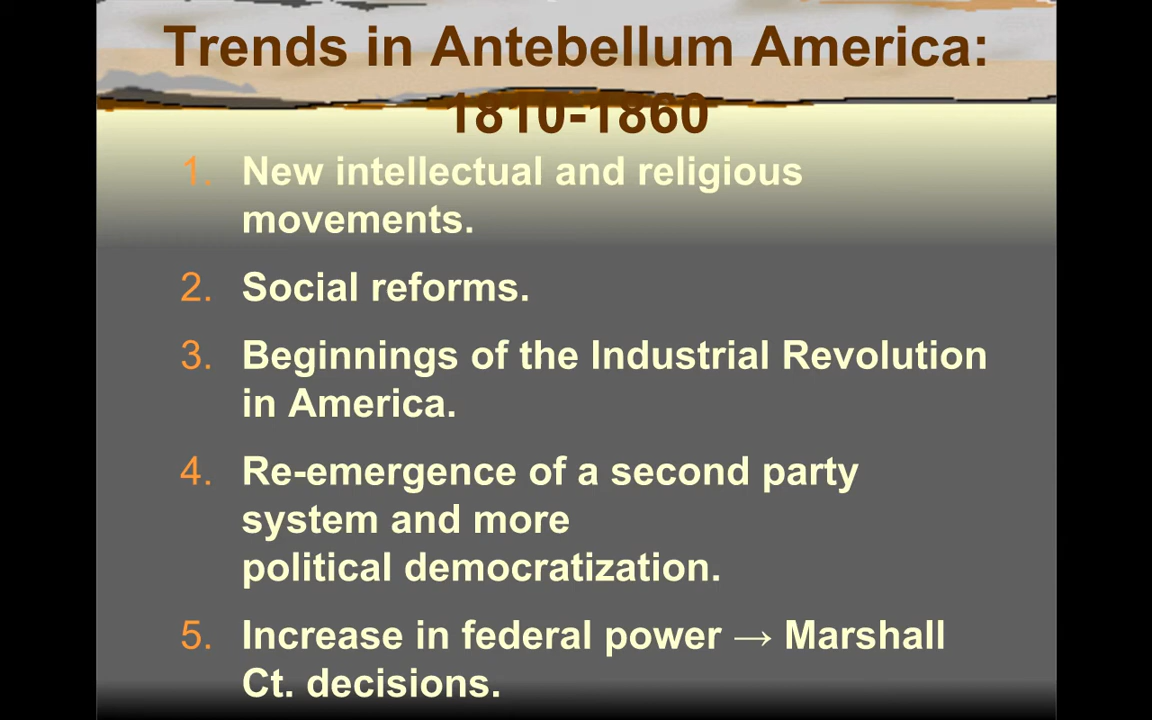 Trends in Antebellum America:
1810-1860
1. New intellectual and religious
movements.
2. Social reforms.
3. Beginnings of the Industrial Revolution
in America.
4. Re-emergence of a second party
system and more
political democratization.
5. Increase in federal power → Marshall
Ct. decisions.